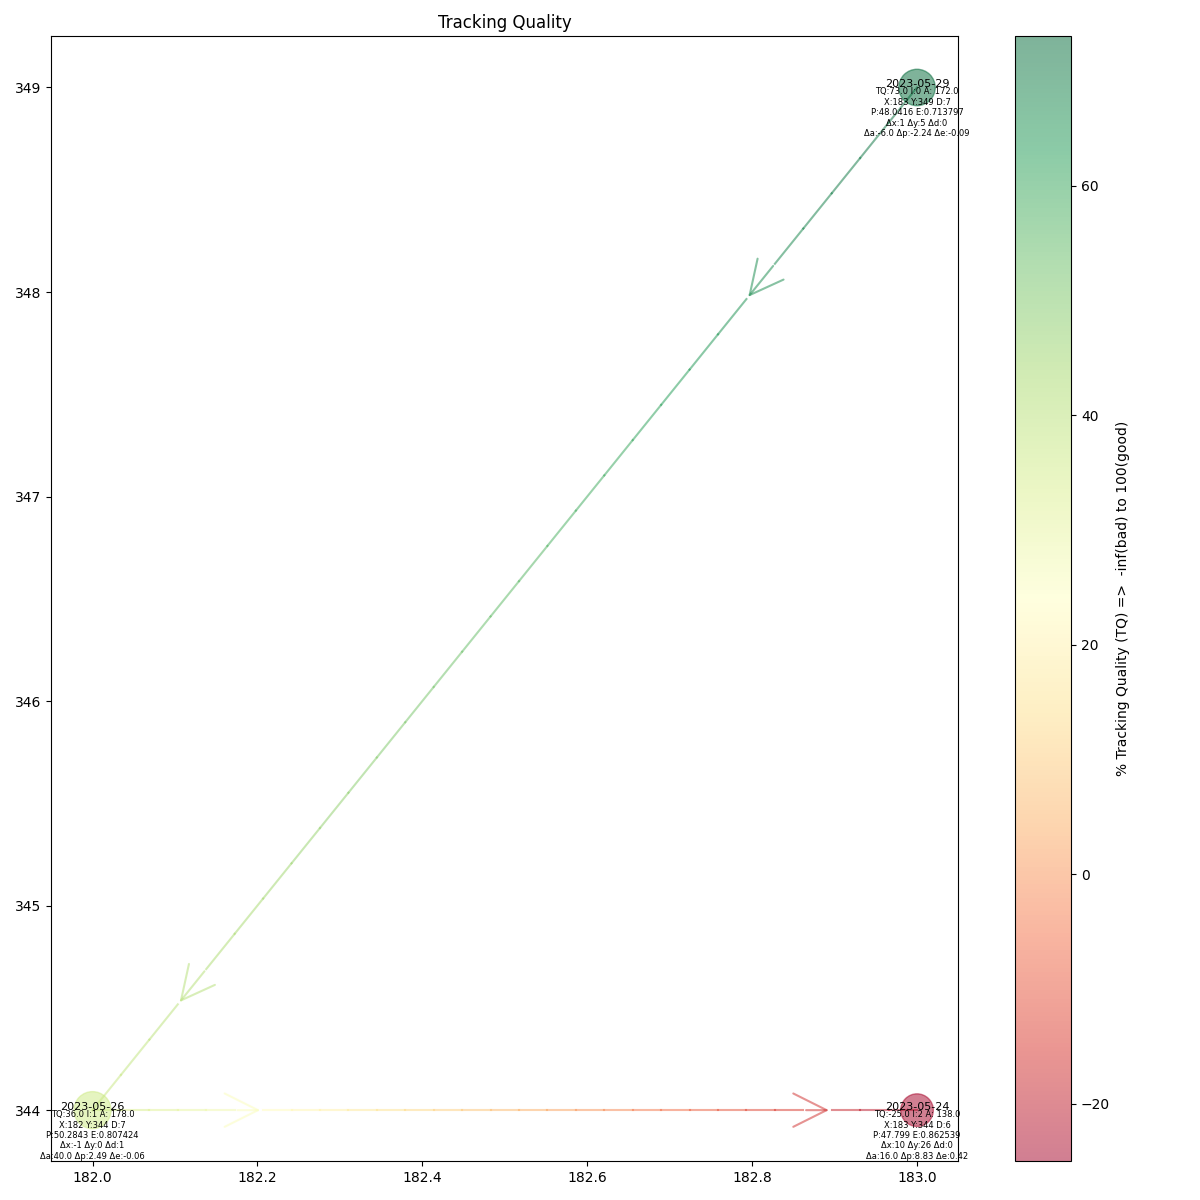 Tracking Quality
349
348
347
346
345
344
182.0
182.2
182.4
182.6
182.8
183.0
2023-05-29
TQ:73.0 I:0 A: 172.0
X:183 Y:349 D:7
P:48.0416 E:0.713797
Δx:1 Δy:5 Δd:0
Δa:-6.0 Δp:-2.24 Δe:-0.09
2023-05-26
TQ:36.0 I:1 A: 178.0
X:182 Y:344 D:7
P:50.2843 E:0.807424
Δx:-1 Δy:0 Δd:1
Δa:40.0 Δp:2.49 Δe:-0.06
2023-05-24
TQ:-25.0 I:2 A: 138.0
X:183 Y:344 D:6
P:47.799 E:0.862539
Δx:10 Δy:26 Δd:0
Δa:16.0 Δp:8.83 Δe:0.42
60
40
20
0
−20
% Tracking Quality (TQ) =>  -inf(bad) to 100(good)